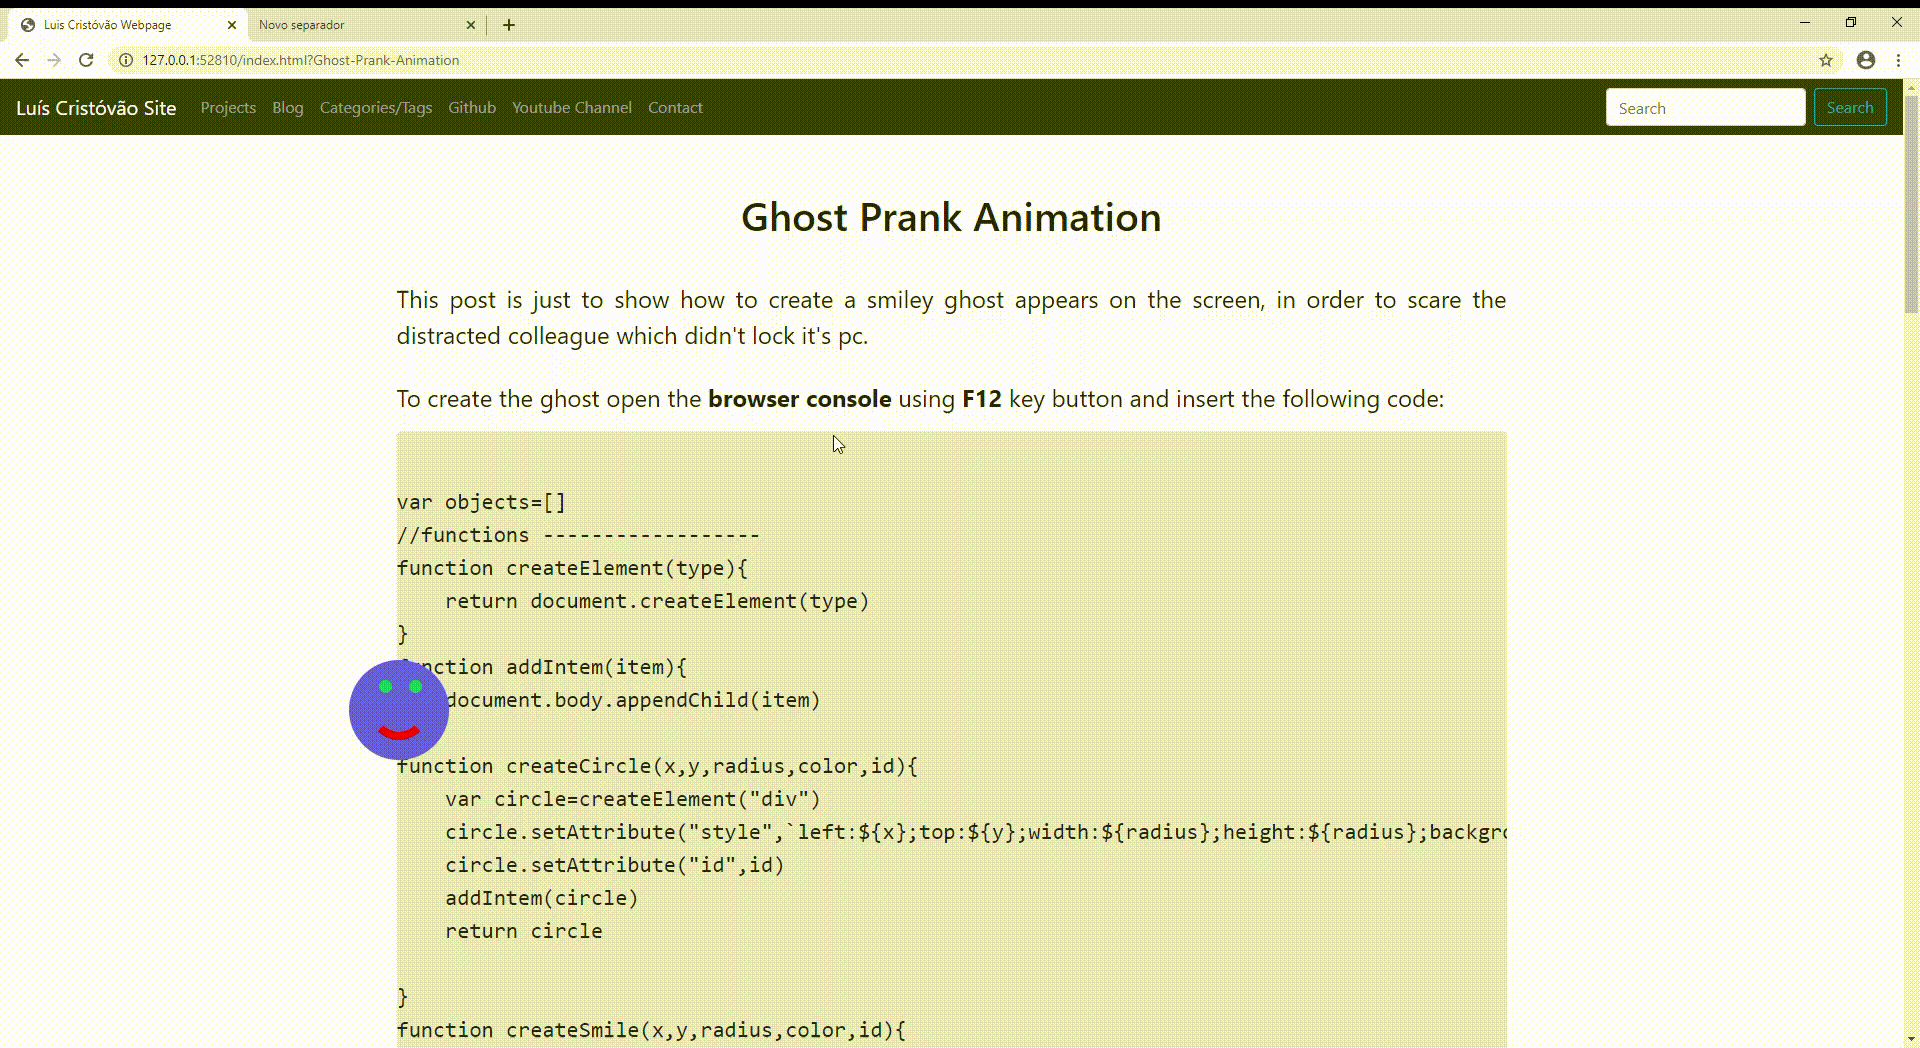 Luis Cristóvão Webpage
Novo separador
127.0.0.1:52810/index.html?Ghost-Prank-Animation
Luís Cristóvão Site Projects Blog Categories/Tags Github Youtube Channel Contact Search Search
Ghost Prank Animation
This post is just to show how to create a smiley ghost appears on the screen, in order to scare the
distracted colleague which didn't lock it's pc.
To create the ghost open the browser console using F12 key button and insert the following code:
var objects=[]
//functions ------------------
function createElement(type){
    return document.createElement(type)
}
nction addIntem(item){
    document.body.appendChild(item)
function createCircle(x,y,radius,color,id){
    var circle=createElement("div")
    circle.setAttribute("style",`left:${x};top:${y};width:${radius};height:${radius};backgro
    circle.setAttribute("id",id)
    addIntem(circle)
    return circle
}
function createSmile(x,y,radius,color,id){